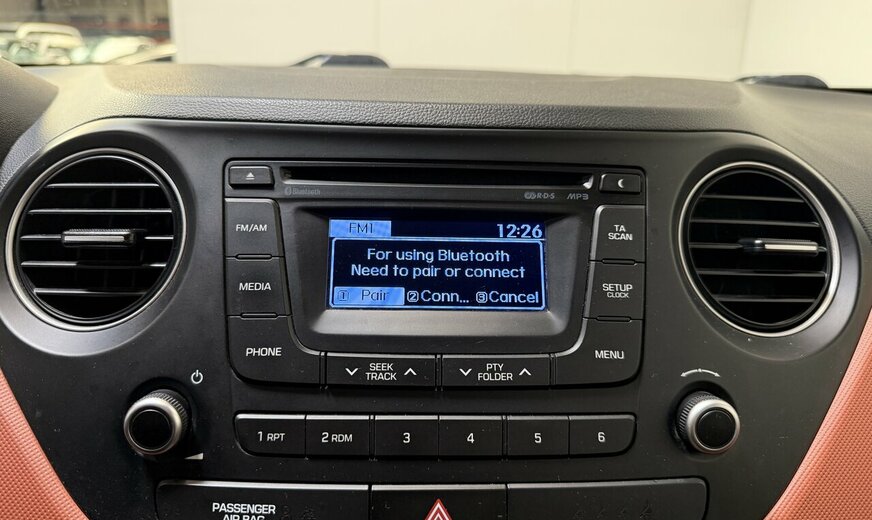 Bluetooth
R·D·S MP3
FM/AM
FM1 12:26
TA
SCAN
For using Bluetooth
Need to pair or connect
MEDIA
1 Pair 2 Conn... 3 Cancel
SETUP
CLOCK
PHONE
SEEK
TRACK
PTY
FOLDER
MENU
1 RPT
2 RDM
3
4
5
6
PASSENGER
AIR BAG